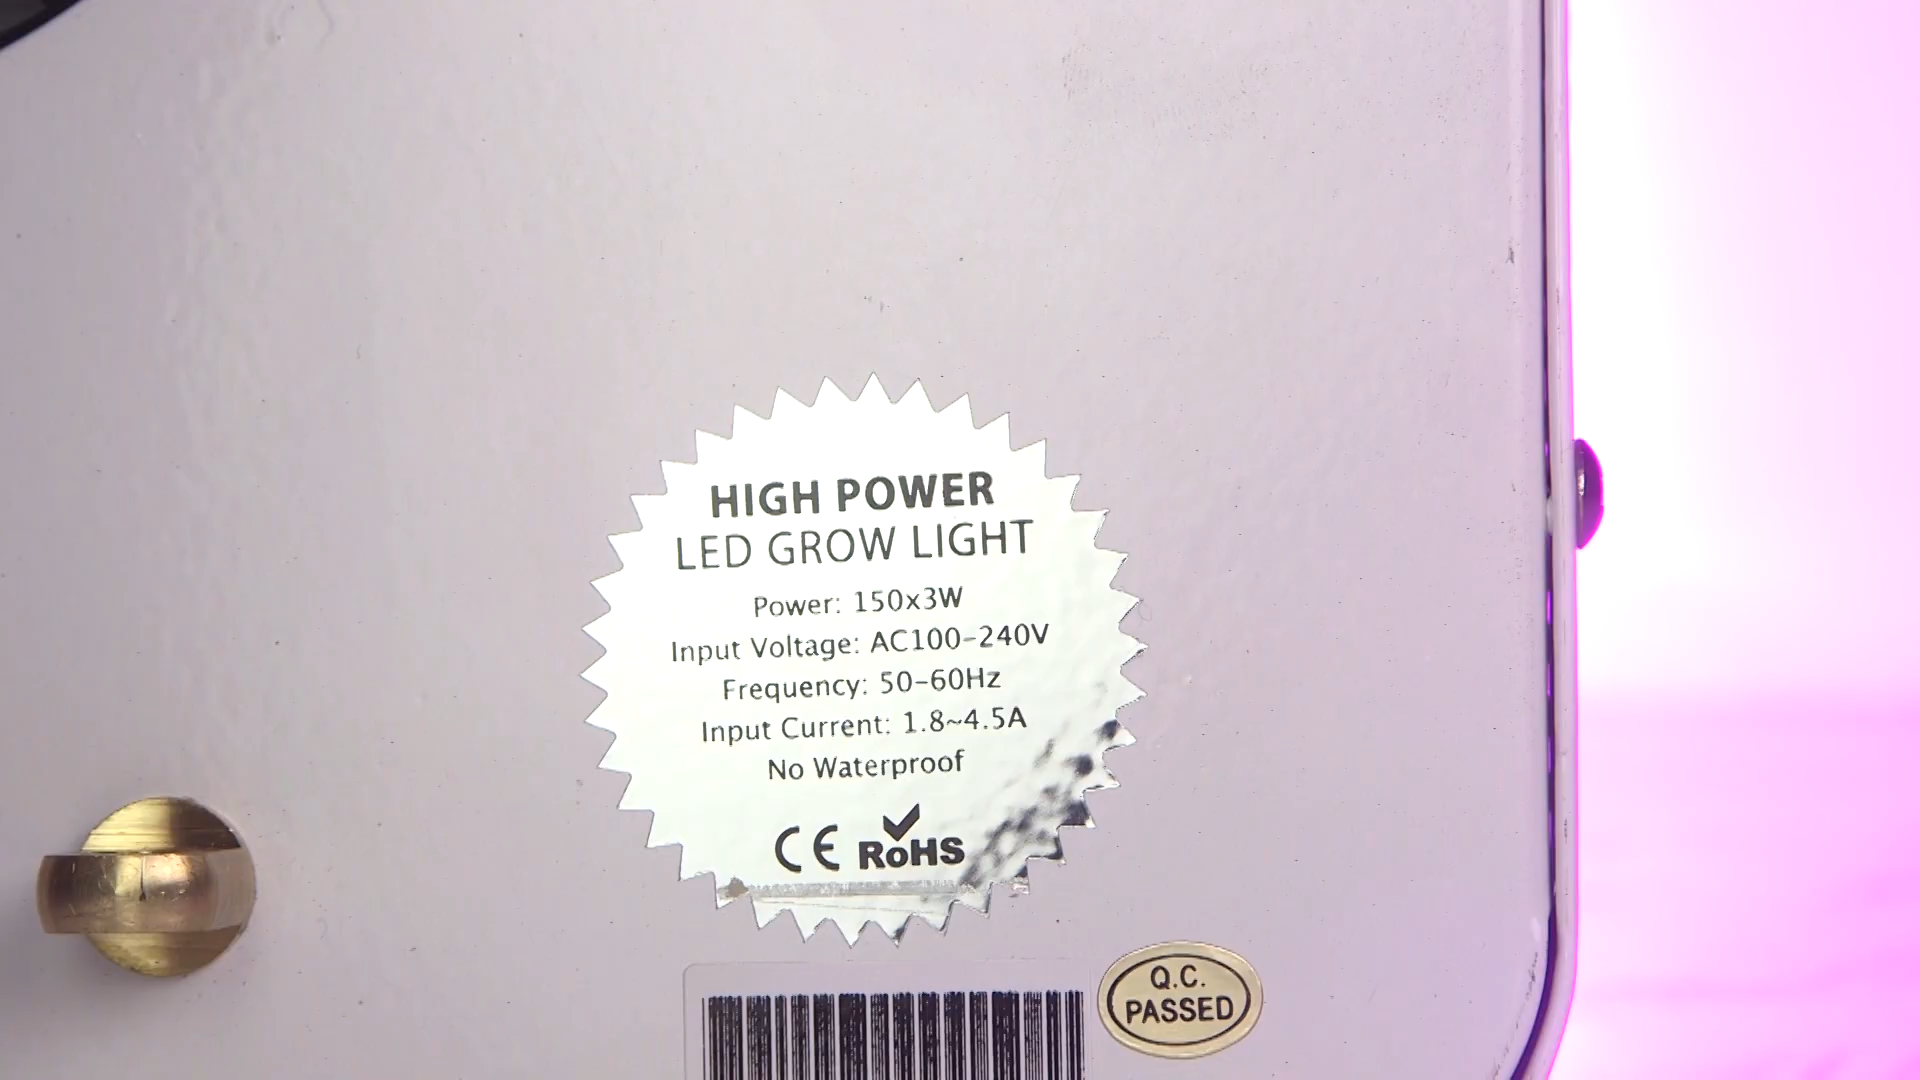 HIGH POWER
LED GROW LIGHT
Power: 150x3W
Input Voltage: AC100-240V
Frequency: 50-60Hz
Input Current: 1.8~4.5A
No Waterproof
CE RoHS
Q.C.
PASSED